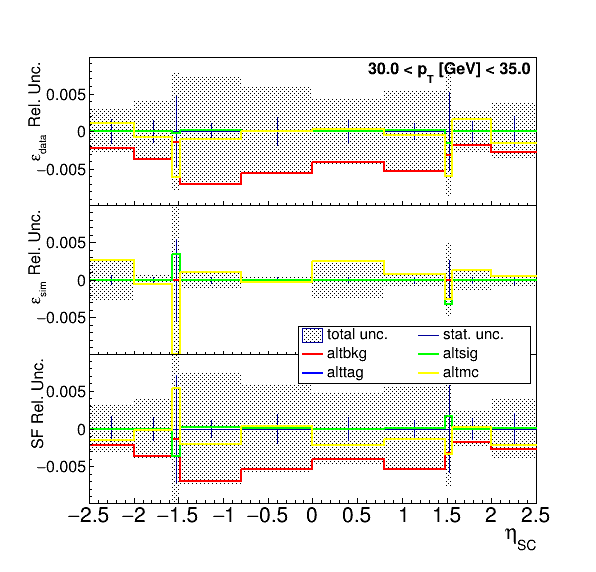 30.0 < p_T [GeV] < 35.0
ε_data Rel. Unc.
0.005
0
−0.005
ε_sim Rel. Unc.
0.005
0
−0.005
total unc. stat. unc.
altbkg altsig
alttag altmc
SF Rel. Unc.
0.005
0
−0.005
−2.5 −2 −1.5 −1 −0.5 0 0.5 1 1.5 2 2.5
η_SC